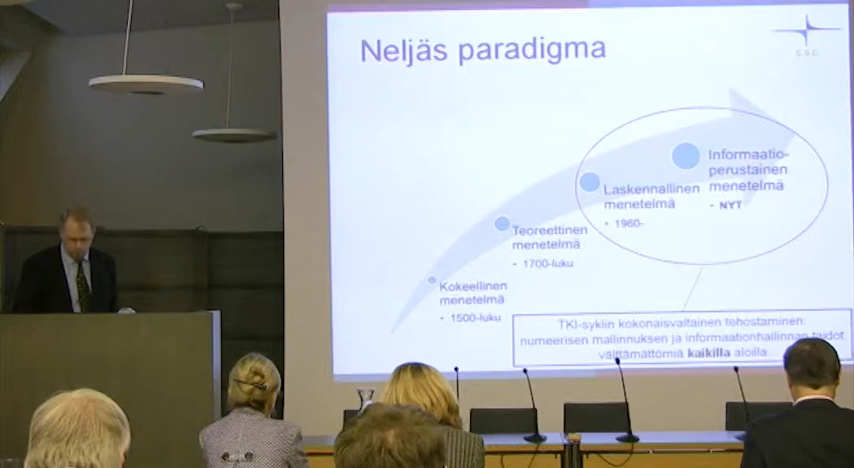 Neljäs paradigma
CSC
Informaatio-
perustainen
menetelmä
• NYT
Laskennallinen
menetelmä
• 1960-
Teoreettinen
menetelmä
• 1700-luku
Kokeellinen
menetelmä
• 1500-luku
TKI-syklin kokonaisvaltainen tehostaminen:
numeerisen mallinnuksen ja informaationhallinnan taidot
välttämättömiä kaikilla aloilla.